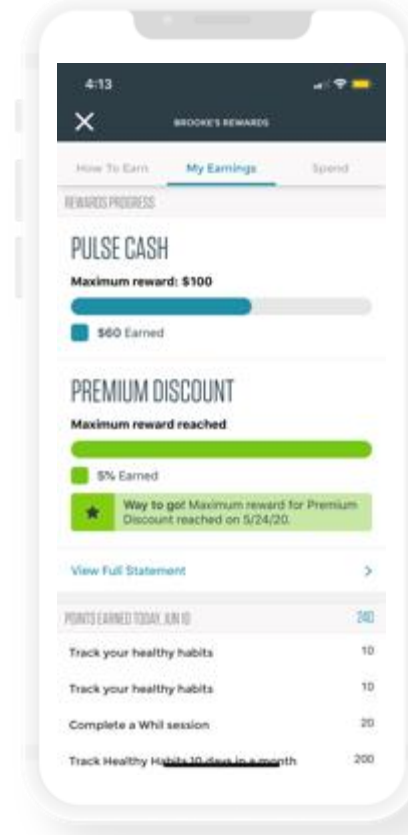 4:13
BROOKE'S REWARDS
How To Earn My Earnings Spend
REWARDS PROGRESS
PULSE CASH
Maximum reward: $100
$60 Earned
PREMIUM DISCOUNT
Maximum reward reached
5% Earned
Way to go! Maximum reward for Premium
Discount reached on 5/24/20.
View Full Statement
POINTS EARNED TODAY, JUN 10 240
Track your healthy habits 10
Track your healthy habits 10
Complete a Whil session 20
Track Healthy Habits 10 days in a month 200